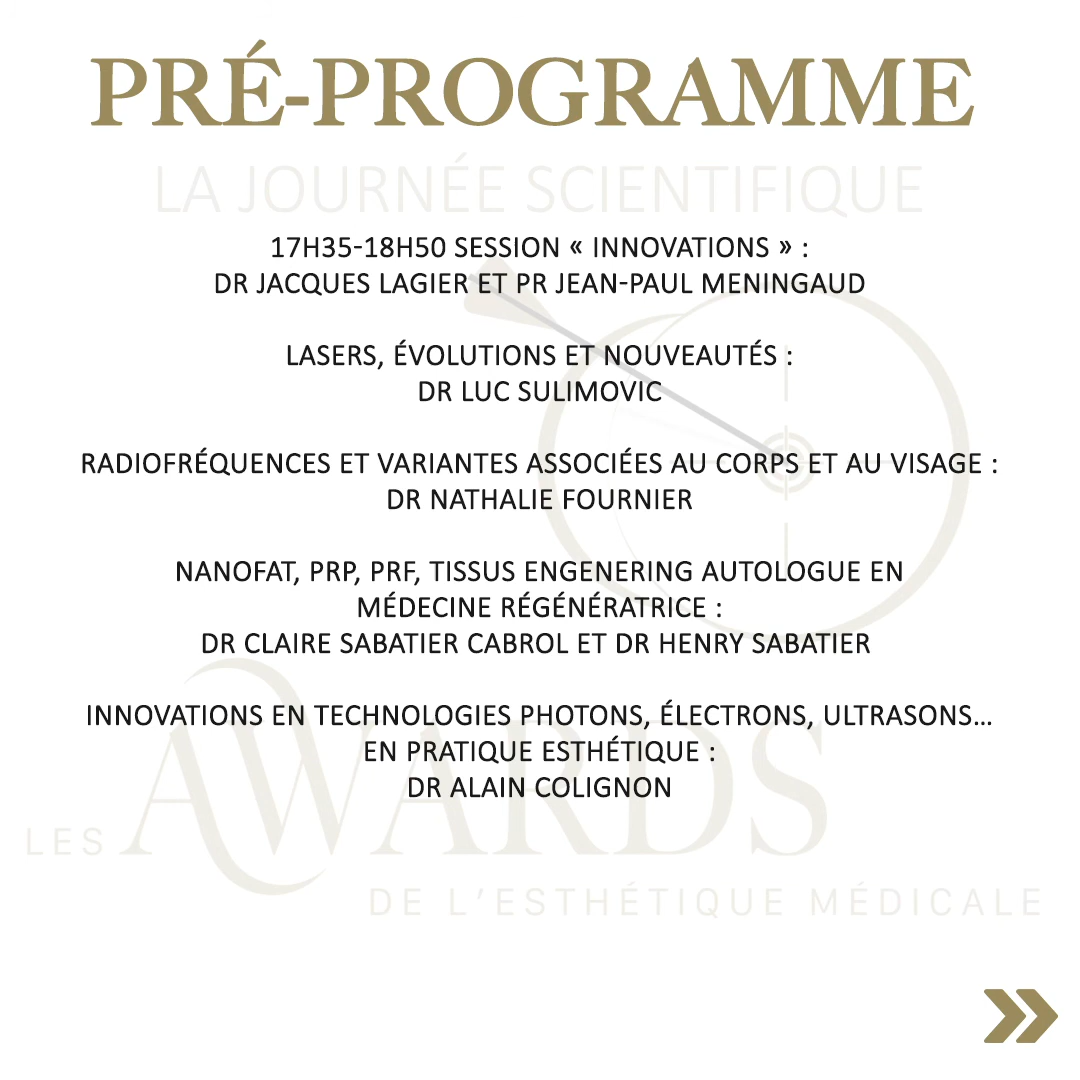 PRÉ-PROGRAMME
LA JOURNÉE SCIENTIFIQUE
17H35-18H50 SESSION « INNOVATIONS » :
DR JACQUES LAGIER ET PR JEAN-PAUL MENINGAUD
LASERS, ÉVOLUTIONS ET NOUVEAUTÉS :
DR LUC SULIMOVIC
RADIOFRÉQUENCES ET VARIANTES ASSOCIÉES AU CORPS ET AU VISAGE :
DR NATHALIE FOURNIER
NANOFAT, PRP, PRF, TISSUS ENGENERING AUTOLOGUE EN
MÉDECINE RÉGÉNÉRATRICE :
DR CLAIRE SABATIER CABROL ET DR HENRY SABATIER
INNOVATIONS EN TECHNOLOGIES PHOTONS, ÉLECTRONS, ULTRASONS...
EN PRATIQUE ESTHÉTIQUE :
DR ALAIN COLIGNON
LES AWARDS
DE L'ESTHÉTIQUE MÉDICALE